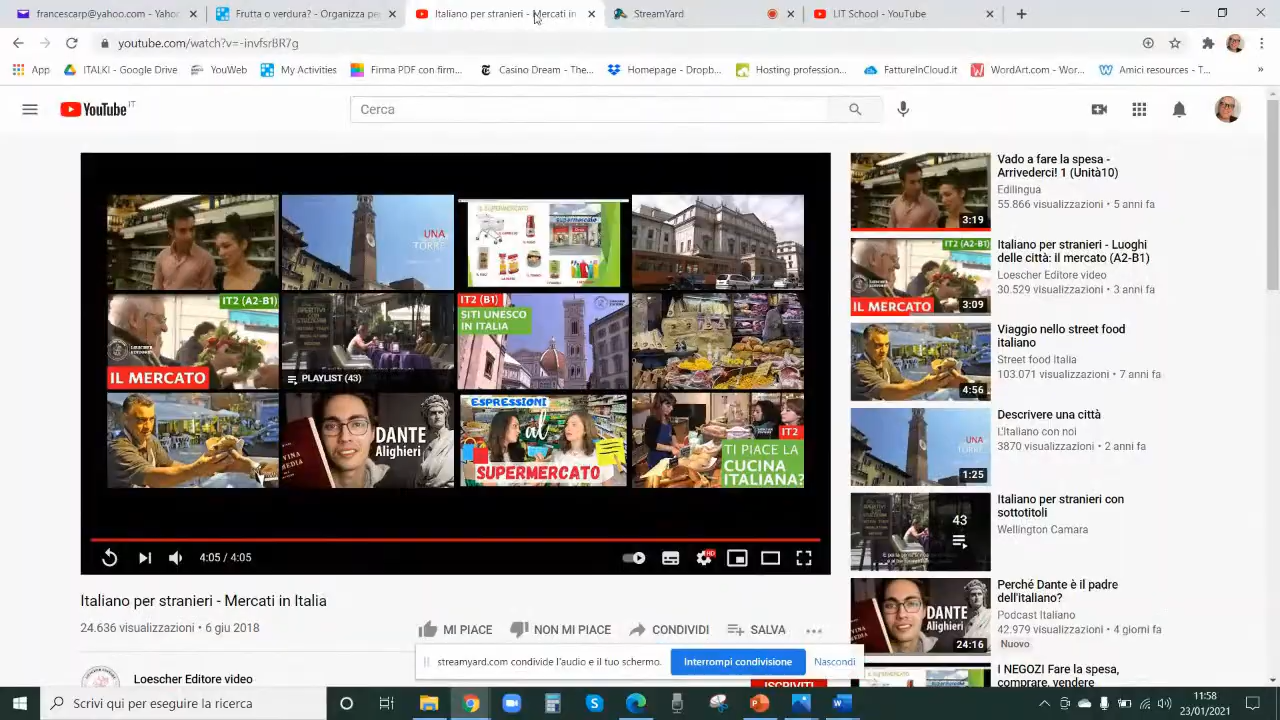 francescarp@yahoo.com - Yahoo
Frutta o verdura? - Organizza pe
Italiano per stranieri - Mercati in
StreamYard
LIT School - YouTube
youtube.com/watch?v=-invfsrBR7g
App
ITALKI - Google Drive
YouWeb
My Activities
Firma PDF con firm...
Casino Dream - The...
Homepage - Dropb...
Hosting professiona...
FattureInCloud.it
WordArt.com - Wor...
Amici resources - T...
YouTube IT
Cerca
UNA
TORRE
IL SUPERMERCATO
IT2 (A2-B1)
IL MERCATO
PLAYLIST (43)
IT2 (B1)
SITI UNESCO
IN ITALIA
DANTE
Alighieri
ESPRESSIONI
al
SUPERMERCATO
IT2
TI PIACE LA
CUCINA
ITALIANA?
4:05 / 4:05
HD
Italiano per stranieri - Mercati in Italia
24.636 visualizzazioni • 6 giu 2018
MI PIACE
NON MI PIACE
CONDIVIDI
SALVA
streamyard.com condivide l'audio e il tuo schermo.
Interrompi condivisione
Nascondi
Loescher Editore video
ISCRIVITI
Vado a fare la spesa -
Arrivederci! 1 (Unità10)
Edilingua
55.866 visualizzazioni • 5 anni fa
3:19
IT2 (A2-B1)
IL MERCATO
3:09
Italiano per stranieri - Luoghi
delle città: il mercato (A2-B1)
Loescher Editore video
30.529 visualizzazioni • 3 anni fa
4:56
Viaggio nello street food
italiano
Street food Italia
103.071 visualizzazioni • 7 anni fa
UNA
TORRE
1:25
Descrivere una città
L'Italiano con noi
3870 visualizzazioni • 2 anni fa
43
Italiano per stranieri con
sottotitoli
Wellington Camara
DANTE
Alighieri
24:16
Perché Dante è il padre
dell'italiano?
Podcast Italiano
42.979 visualizzazioni • 4 giorni fa
Nuovo
I NEGOZI Fare la spesa,
comprare, vendere
Scrivi qui per eseguire la ricerca
11:58
23/01/2021